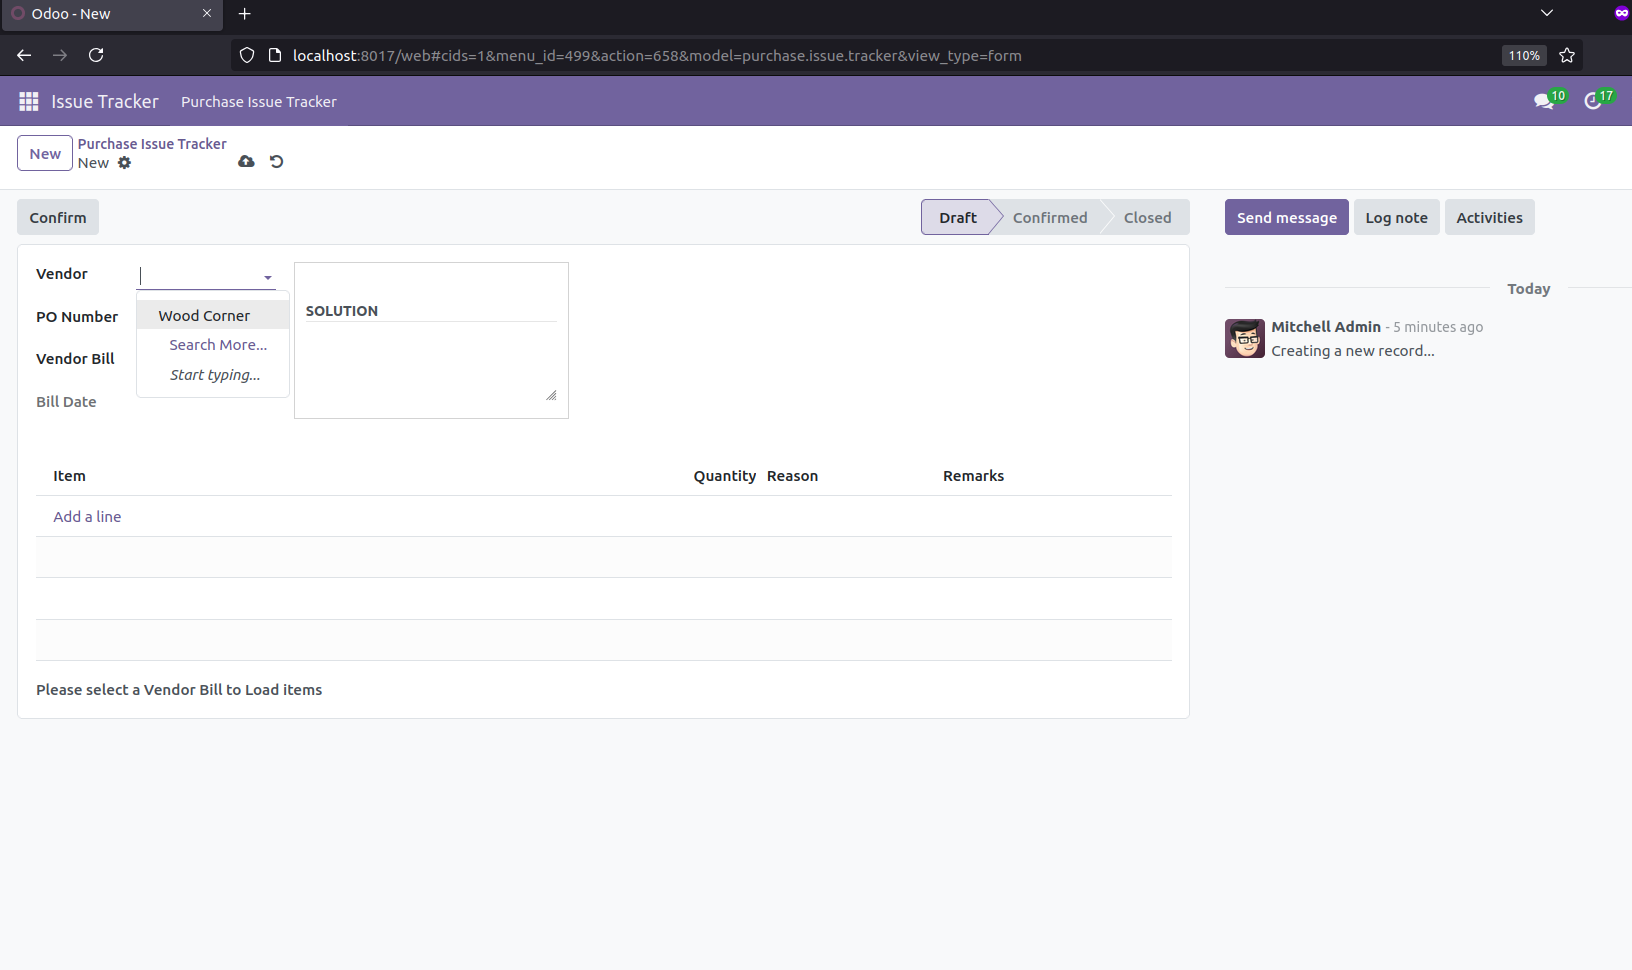 Odoo - New
localhost:8017/web#cids=1&menu_id=499&action=658&model=purchase.issue.tracker&view_type=form
110%
Issue Tracker Purchase Issue Tracker 10 17
New Purchase Issue Tracker
New
Confirm Draft Confirmed Closed Send message Log note Activities
Vendor
Wood Corner
Search More...
Start typing...
PO Number
Vendor Bill
Bill Date
SOLUTION
Today
Mitchell Admin - 5 minutes ago
Creating a new record...
Item Quantity Reason Remarks
Add a line
Please select a Vendor Bill to Load items